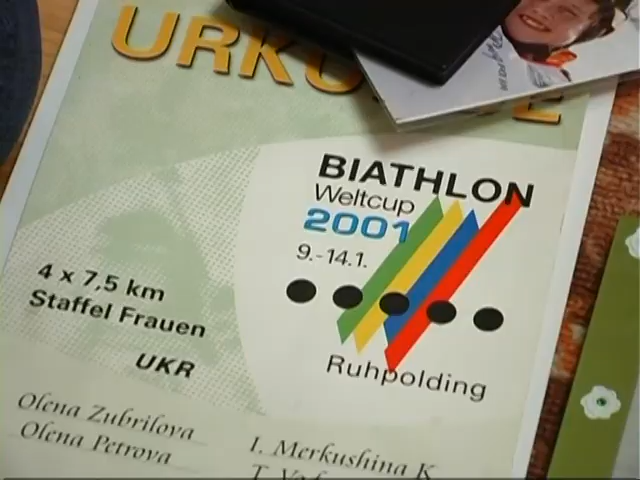 URKU E
BIATHLON
Weltcup
2001
9.-14.1.
Ruhpolding
4 x 7,5 km
Staffel Frauen
UKR
Olena Zubrilova
Olena Petrova
I. Merkushina K
T.